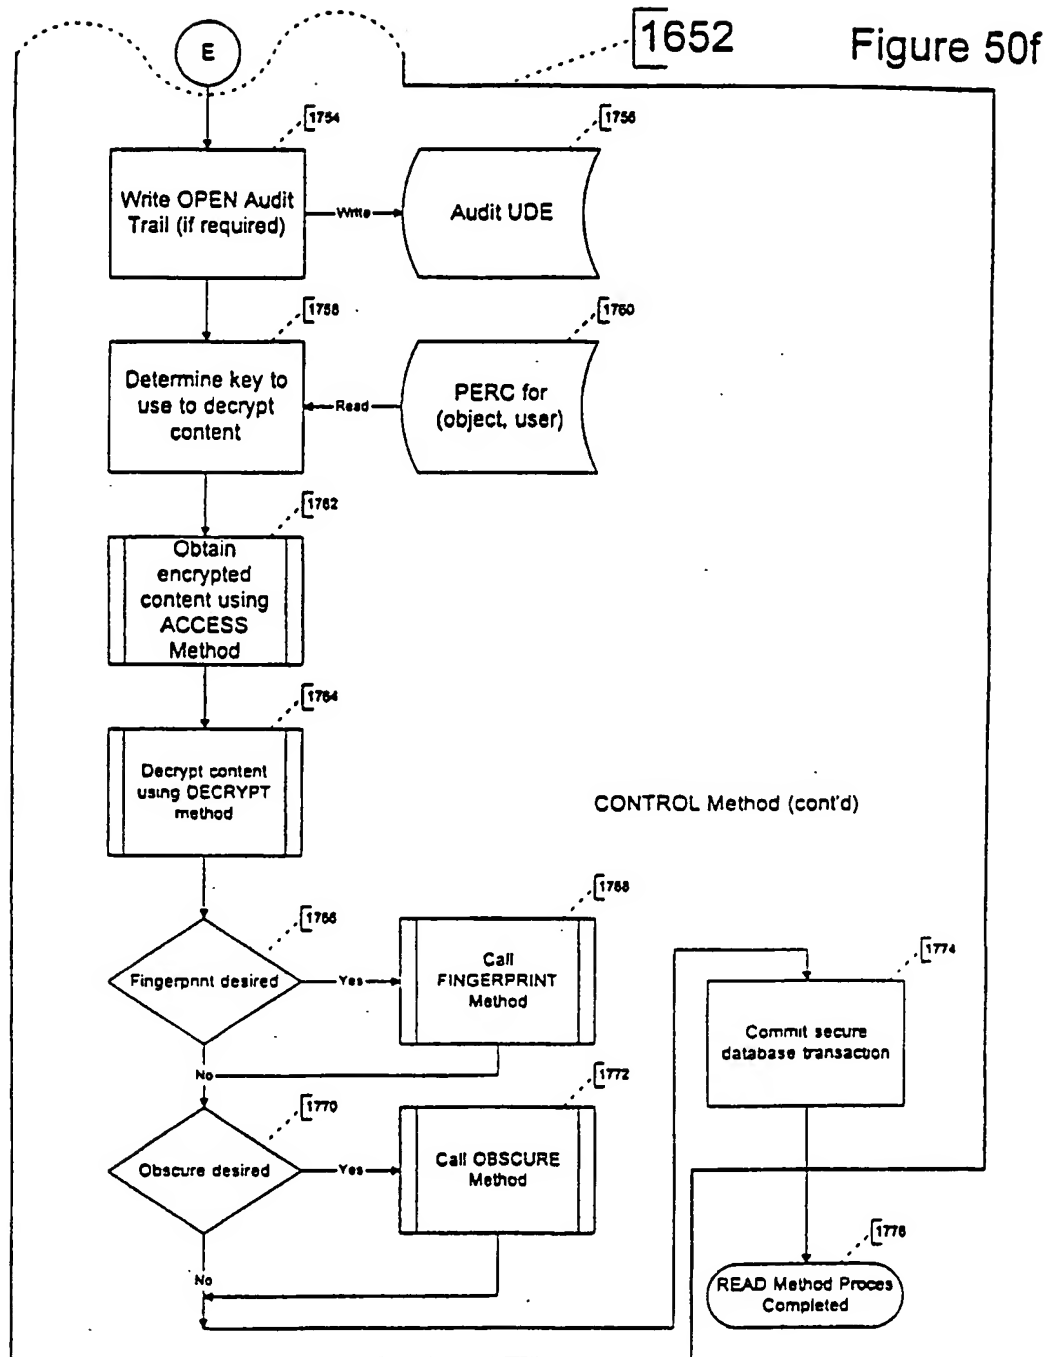 E
1652
Figure 50f
1754
Write OPEN Audit
Trail (if required)
Write
1756
Audit UDE
1758
Determine key to
use to decrypt
content
Read
1760
PERC for
(object, user)
1762
Obtain
encrypted
content using
ACCESS
Method
1764
Decrypt content
using DECRYPT
method
CONTROL Method (cont'd)
1766
Fingerprint desired
Yes
1768
Call
FINGERPRINT
Method
No
1770
Obscure desired
Yes
1772
Call OBSCURE
Method
No
1774
Commit secure
database transaction
1776
READ Method Proces
Completed